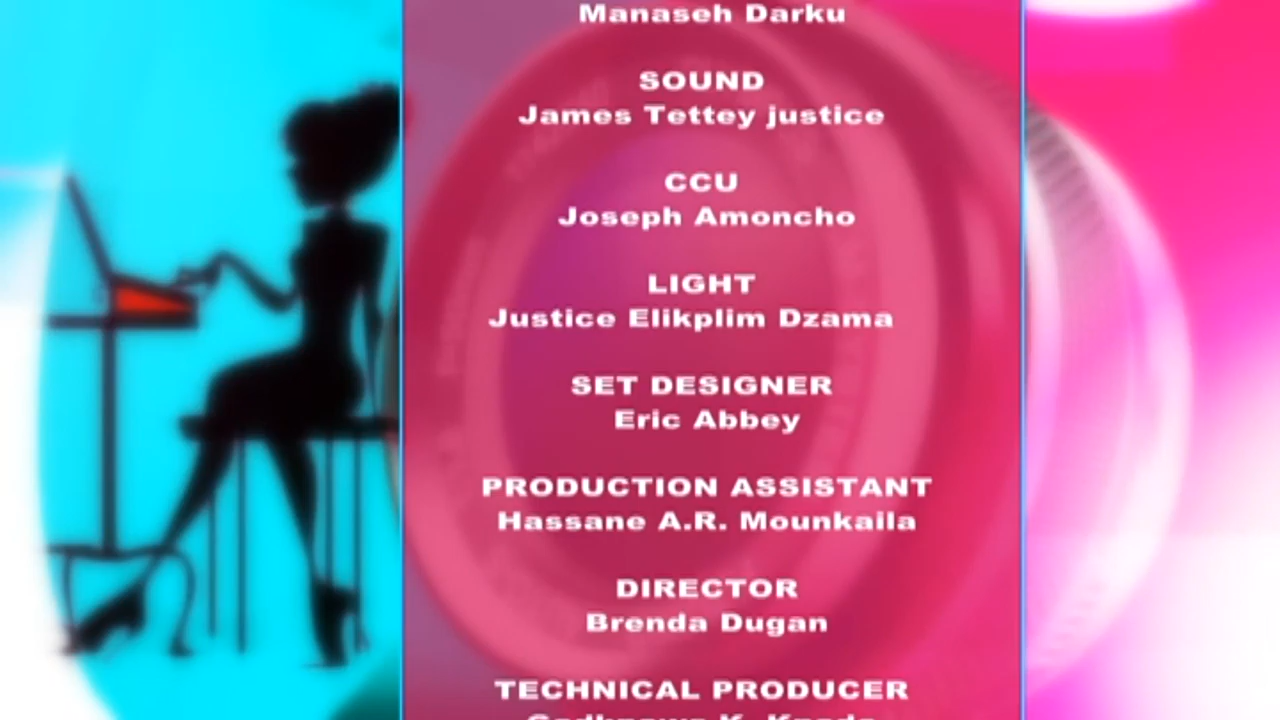 Manaseh Darku
SOUND
James Tettey justice
CCU
Joseph Amoncho
LIGHT
Justice Elikplim Dzama
SET DESIGNER
Eric Abbey
PRODUCTION ASSISTANT
Hassane A.R. Mounkaila
DIRECTOR
Brenda Dugan
TECHNICAL PRODUCER